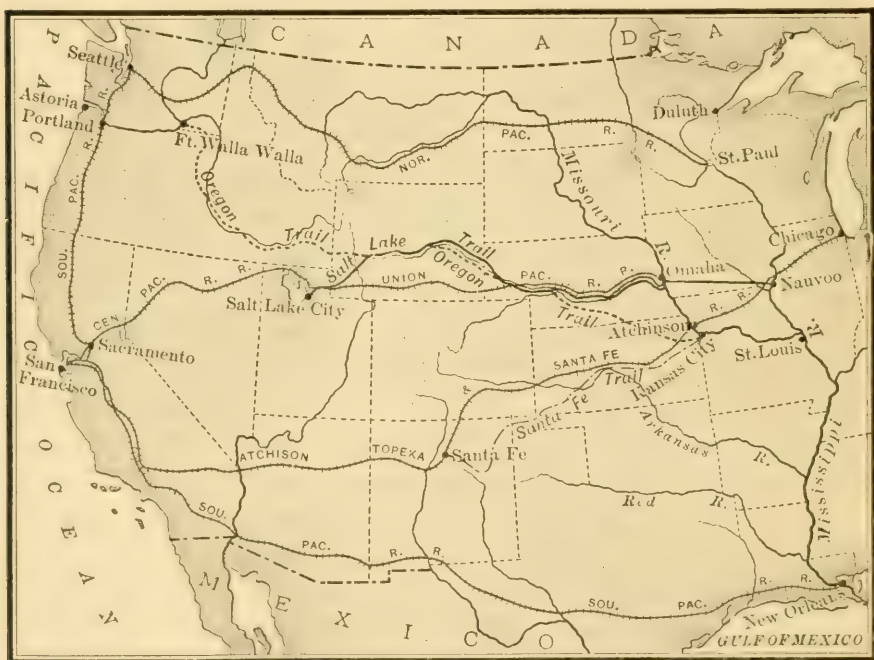 C A N A D A
PACIFIC OCEAN
Seattle
Astoria
Portland
Ft. Walla Walla
Duluth
St. Paul
R.
PAC.
SOU.
NOR.
PAC.
R.
R.
Missouri
R.
Oregon
Trail
Salt Lake Trail
Oregon
Trail
UNION
PAC.
R.
Omaha
Chicago
Nauvoo
CEN.
PAC.
R.
R.
Salt Lake City
Sacramento
San
Francisco
Atchinson
R.
R.
Kansas City
St. Louis
R.
SANTA FE
&
Santa Fe
Trail
Arkansas
R.
ATCHISON
TOPEKA
Santa Fe
Red
R.
Mississippi
SOU.
PAC.
R.
R.
SOU.
PAC.
R.
R.
New Orleans
M E X I C O
GULF OF MEXICO